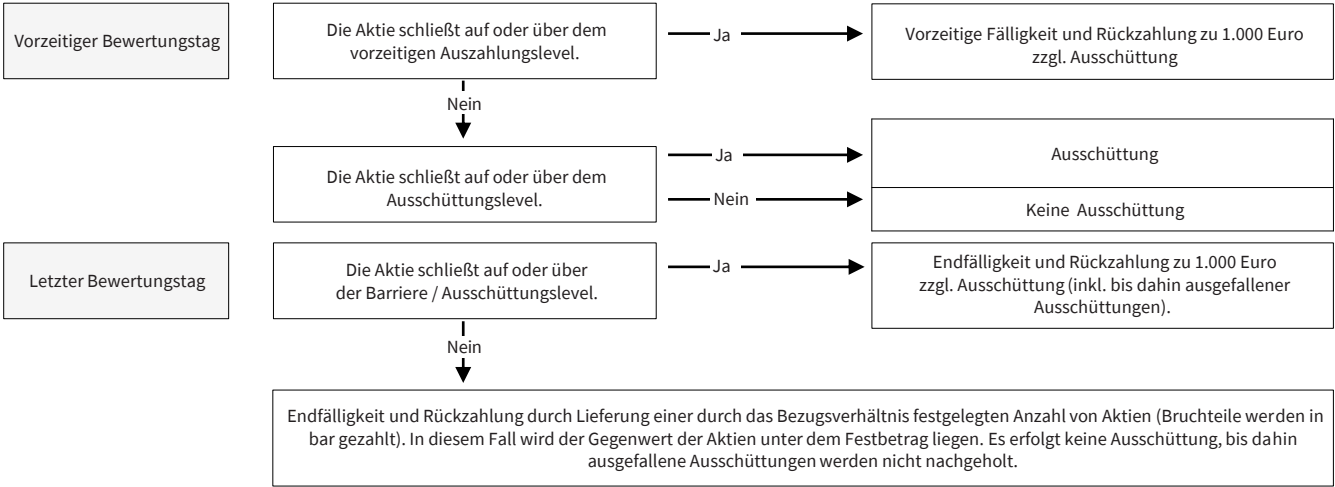 Vorzeitiger Bewertungstag
Die Aktie schließt auf oder über dem
vorzeitigen Auszahlungslevel.
Ja
Vorzeitige Fälligkeit und Rückzahlung zu 1.000 Euro
zzgl. Ausschüttung
Nein
Die Aktie schließt auf oder über dem
Ausschüttungslevel.
Ja
Ausschüttung
Nein
Keine Ausschüttung
Letzter Bewertungstag
Die Aktie schließt auf oder über
der Barriere / Ausschüttungslevel.
Ja
Endfälligkeit und Rückzahlung zu 1.000 Euro
zzgl. Ausschüttung (inkl. bis dahin ausgefallener
Ausschüttungen).
Nein
Endfälligkeit und Rückzahlung durch Lieferung einer durch das Bezugsverhältnis festgelegten Anzahl von Aktien (Bruchteile werden in
bar gezahlt). In diesem Fall wird der Gegenwert der Aktien unter dem Festbetrag liegen. Es erfolgt keine Ausschüttung, bis dahin
ausgefallene Ausschüttungen werden nicht nachgeholt.